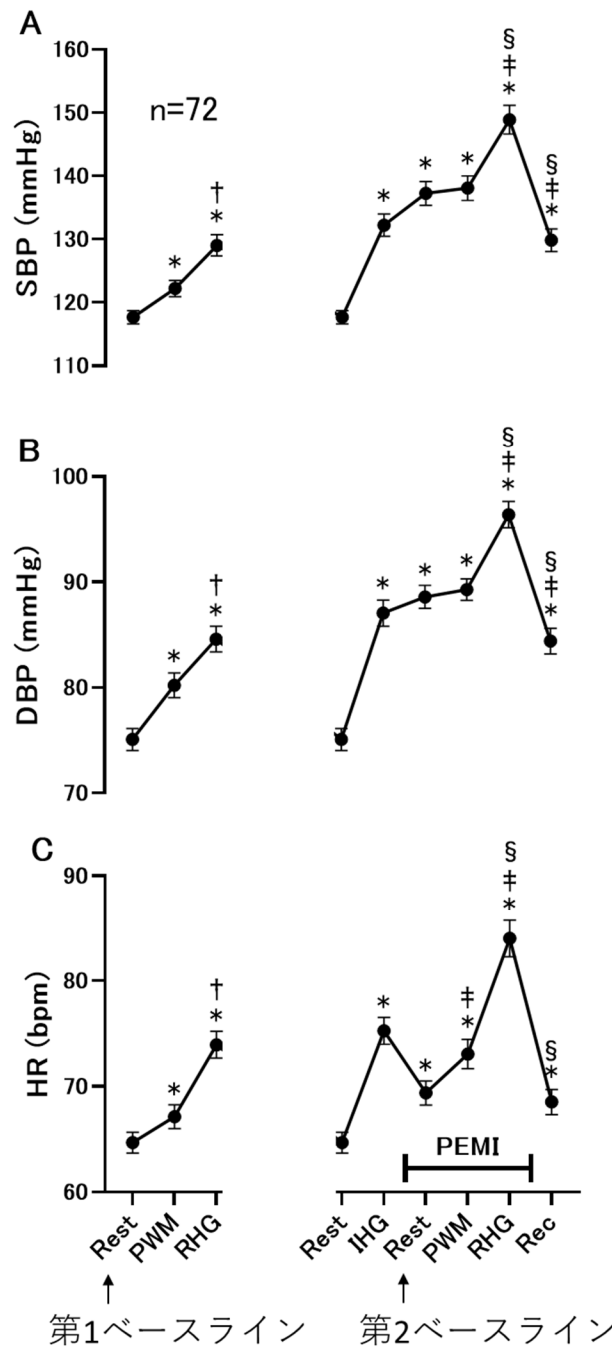 A
SBP (mmHg)
160
150
140
130
120
110
n=72
*
†
*
*
*
*
§
‡
*
§
‡
*
B
DBP (mmHg)
100
90
80
70
*
†
*
*
*
*
§
‡
*
§
‡
*
C
HR (bpm)
90
80
70
60
*
†
*
*
*
‡
*
§
‡
*
§
*
PEMI
Rest
PWM
RHG
Rest
IHG
Rest
PWM
RHG
Rec
第1ベースライン
第2ベースライン